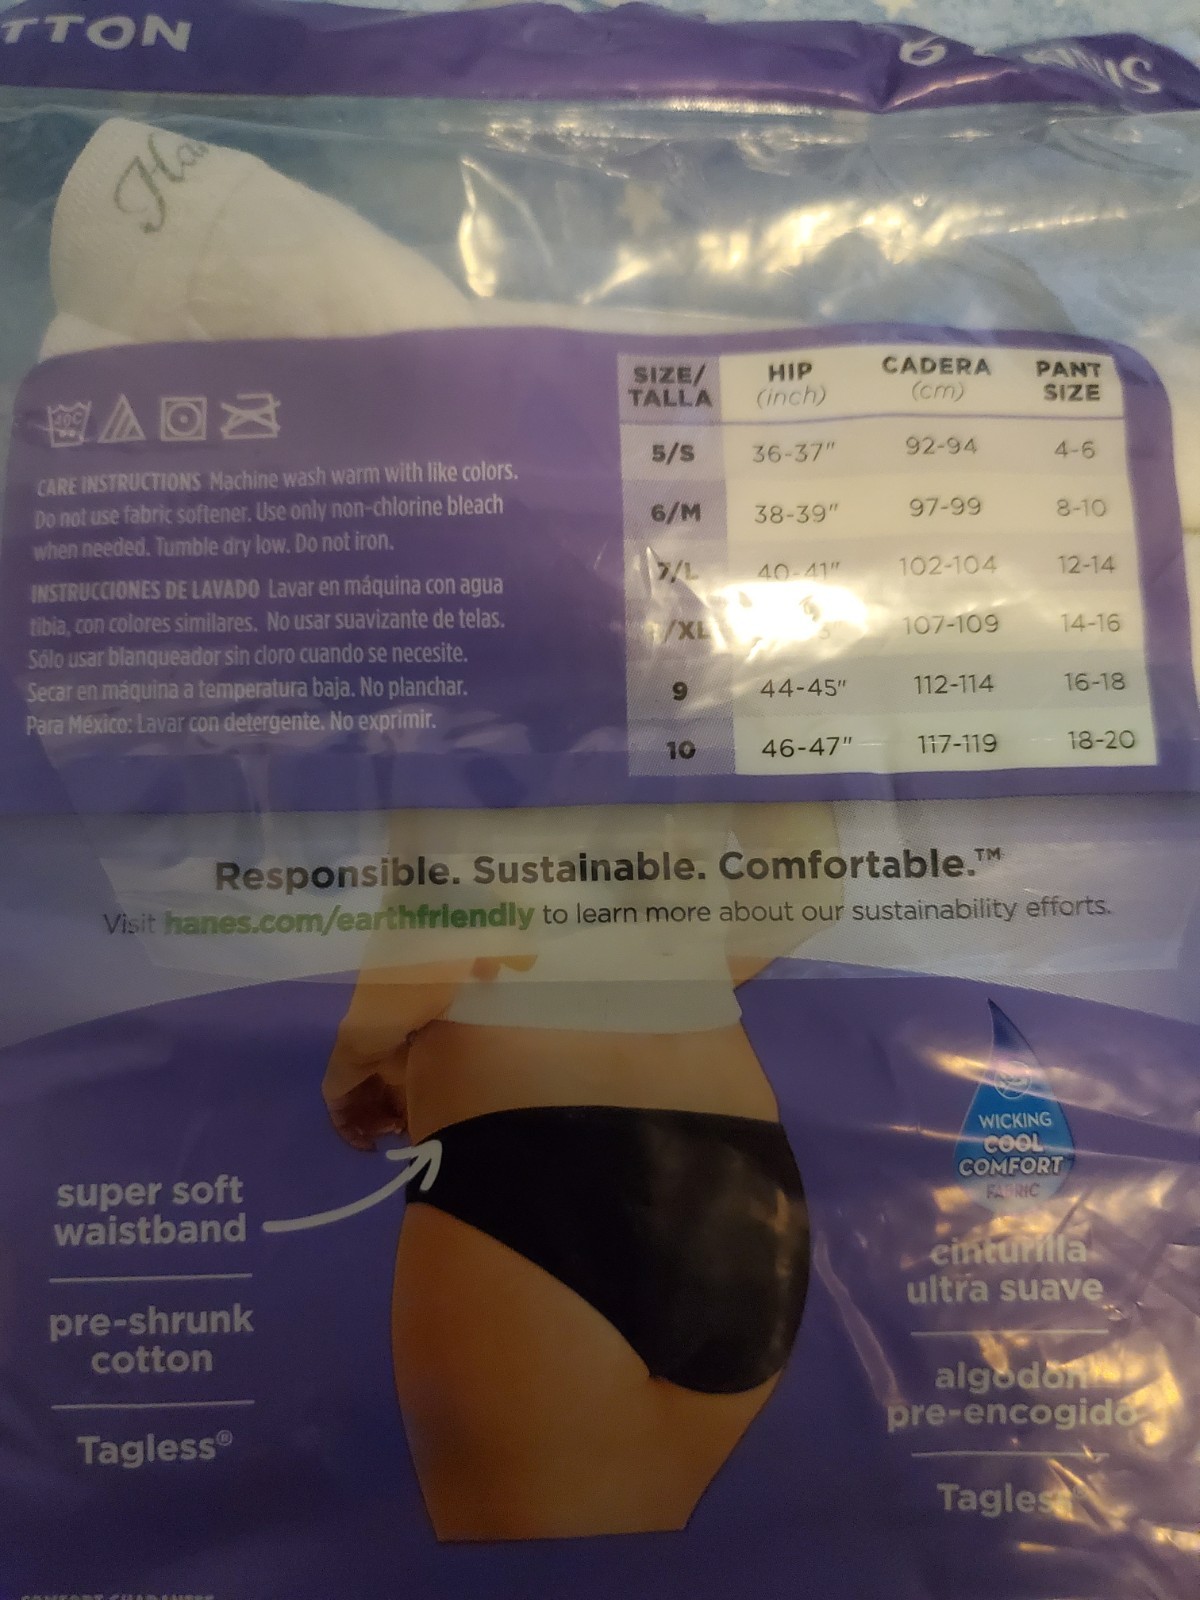 TTON
Ha
40C
CARE INSTRUCTIONS Machine wash warm with like colors.
Do not use fabric softener. Use only non-chlorine bleach
when needed. Tumble dry low. Do not iron.
INSTRUCCIONES DE LAVADO Lavar en máquina con agua
tibia, con colores similares. No usar suavizante de telas.
Sólo usar blanqueador sin cloro cuando se necesite.
Secar en máquina a temperatura baja. No planchar.
Para México: Lavar con detergente. No exprimir.
SIZE/ TALLA HIP (inch) CADERA (cm) PANT SIZE
5/S 36-37" 92-94 4-6
6/M 38-39" 97-99 8-10
7/L 40-41" 102-104 12-14
/XL 107-109 14-16
9 44-45" 112-114 16-18
10 46-47" 117-119 18-20
Responsible. Sustainable. Comfortable.™
Visit hanes.com/earthfriendly to learn more about our sustainability efforts.
super soft
waistband
pre-shrunk
cotton
Tagless®
WICKING
COOL
COMFORT
FABRIC
cinturilla
ultra suave
algodón
pre-encogido
Tagless